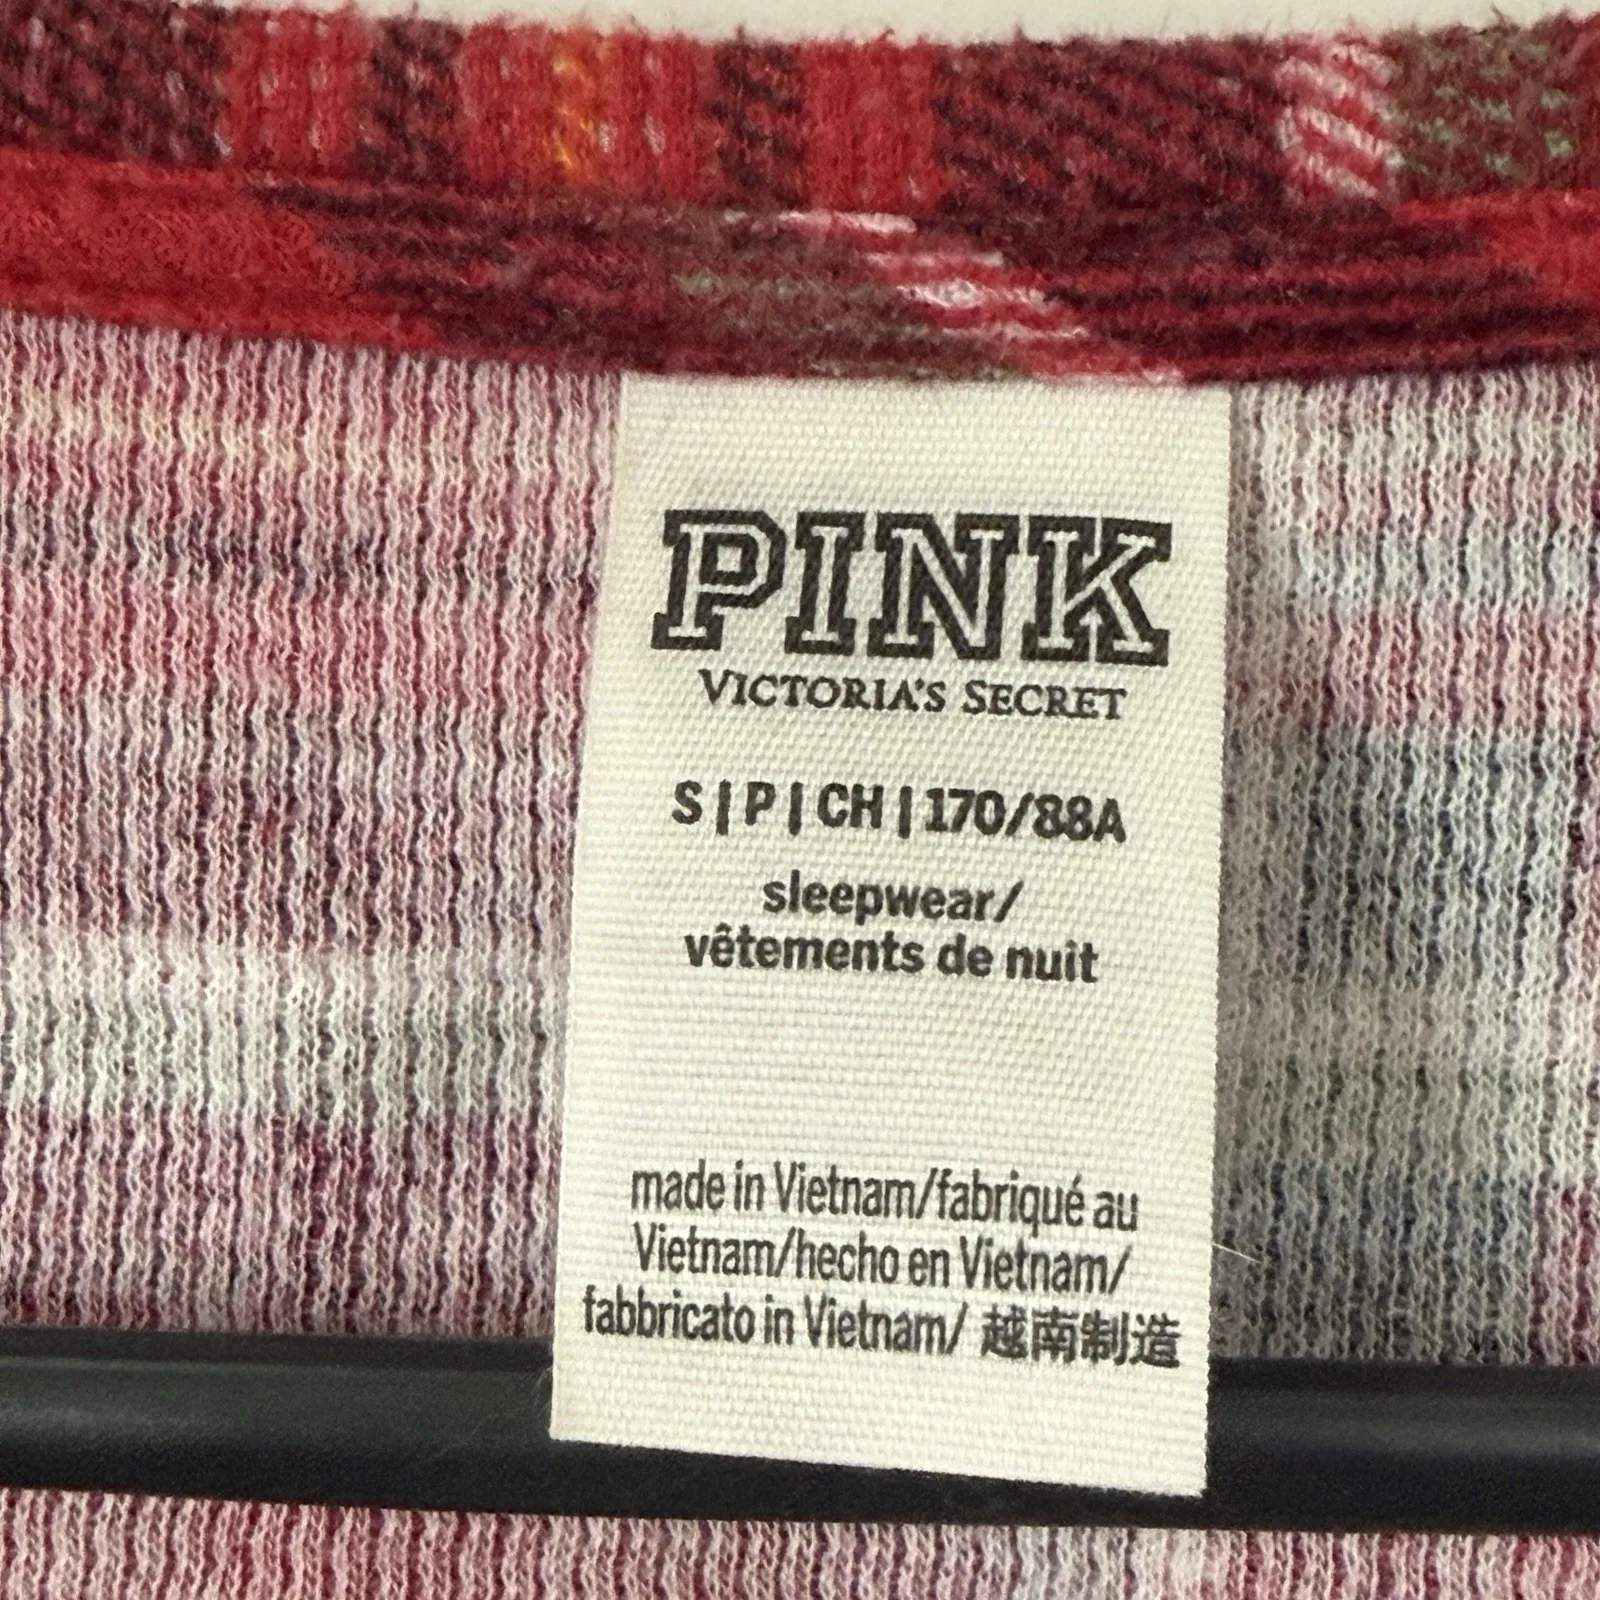 PINK
VICTORIA'S SECRET
S | P | CH | 170/88A
sleepwear/
vêtements de nuit
made in Vietnam/fabriqué au
Vietnam/hecho en Vietnam/
fabbricato in Vietnam/ 越南制造